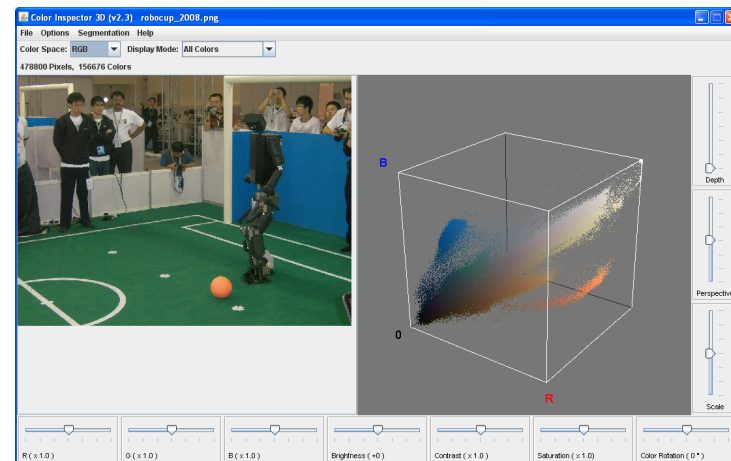 Color Inspector 3D (v2.3) robocup_2008.png
File Options Segmentation Help
Color Space: RGB Display Mode: All Colors
478800 Pixels, 156676 Colors
B
0
R
Depth
Perspective
Scale
R ( x 1.0 ) G ( x 1.0 ) B ( x 1.0 ) Brightness ( +0 ) Contrast ( x 1.0 ) Saturation ( x 1.0 ) Color Rotation ( 0 ° )